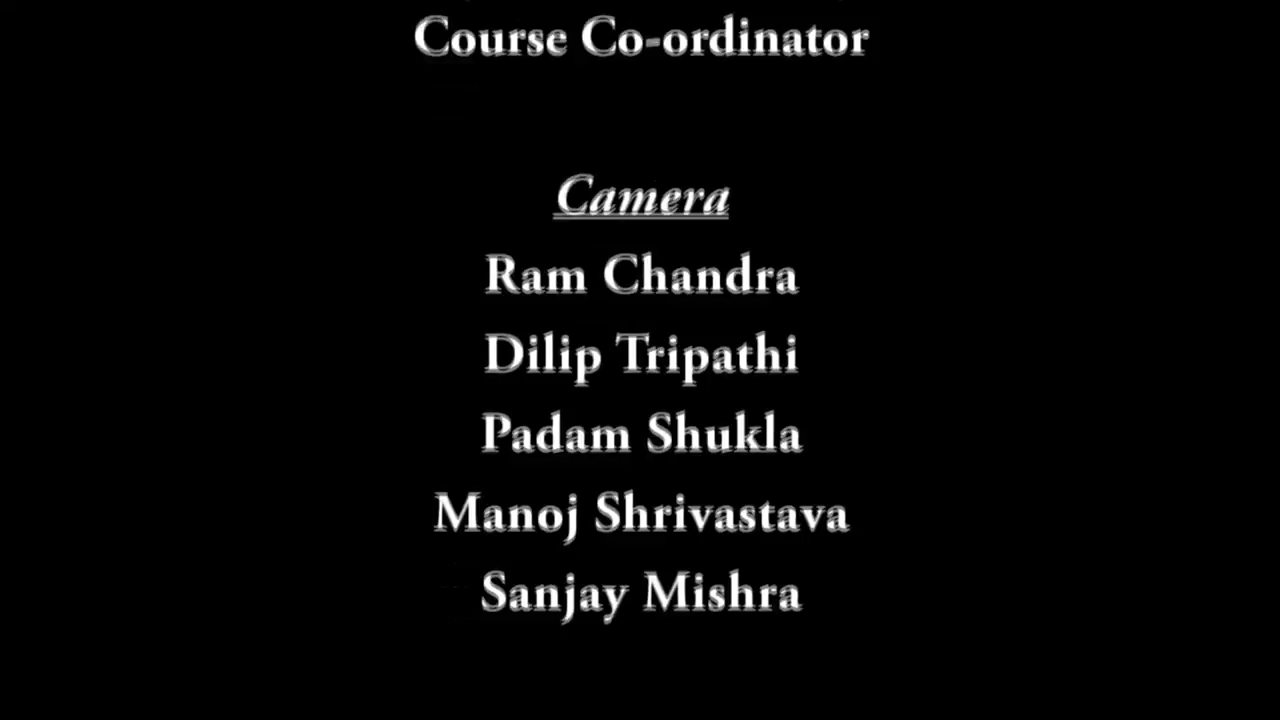 Course Co-ordinator
Camera
Ram Chandra
Dilip Tripathi
Padam Shukla
Manoj Shrivastava
Sanjay Mishra